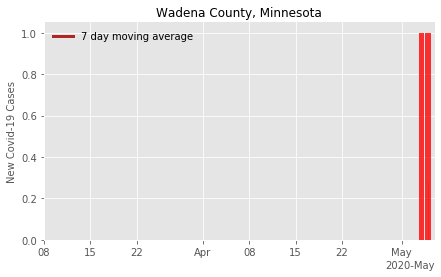 Wadena County, Minnesota
7 day moving average
New Covid-19 Cases
1.0
0.8
0.6
0.4
0.2
0.0
08 15 22 Apr 08 15 22 May
2020-May